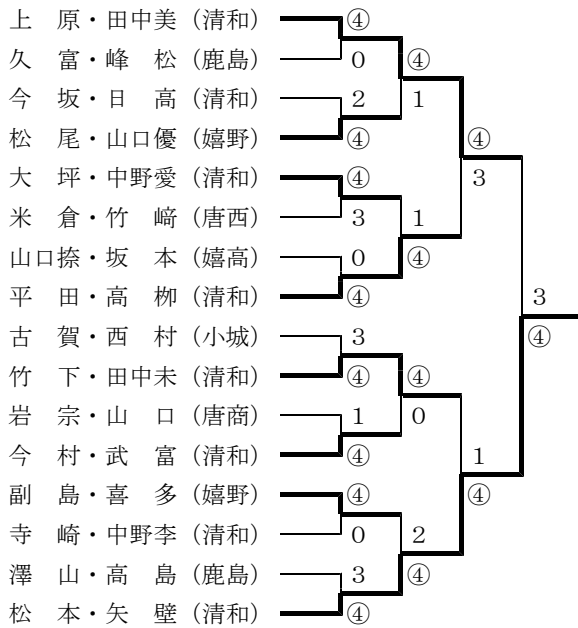 上　原・田中美（清和）　④
久　富・峰　松（鹿島）　0　④
今　坂・日　高（清和）　2　1
松　尾・山口優（嬉野）　④　④
大　坪・中野愛（清和）　④　3
米　倉・竹　﨑（唐西）　3　1
山口捺・坂　本（嬉高）　0　④
平　田・高　栁（清和）　④　3
古　賀・西　村（小城）　3　④
竹　下・田中未（清和）　④　④
岩　宗・山　口（唐商）　1　0
今　村・武　富（清和）　④　1
副　島・喜　多（嬉野）　④　④
寺　崎・中野李（清和）　0　2
澤　山・高　島（鹿島）　3　④
松　本・矢　壁（清和）　④